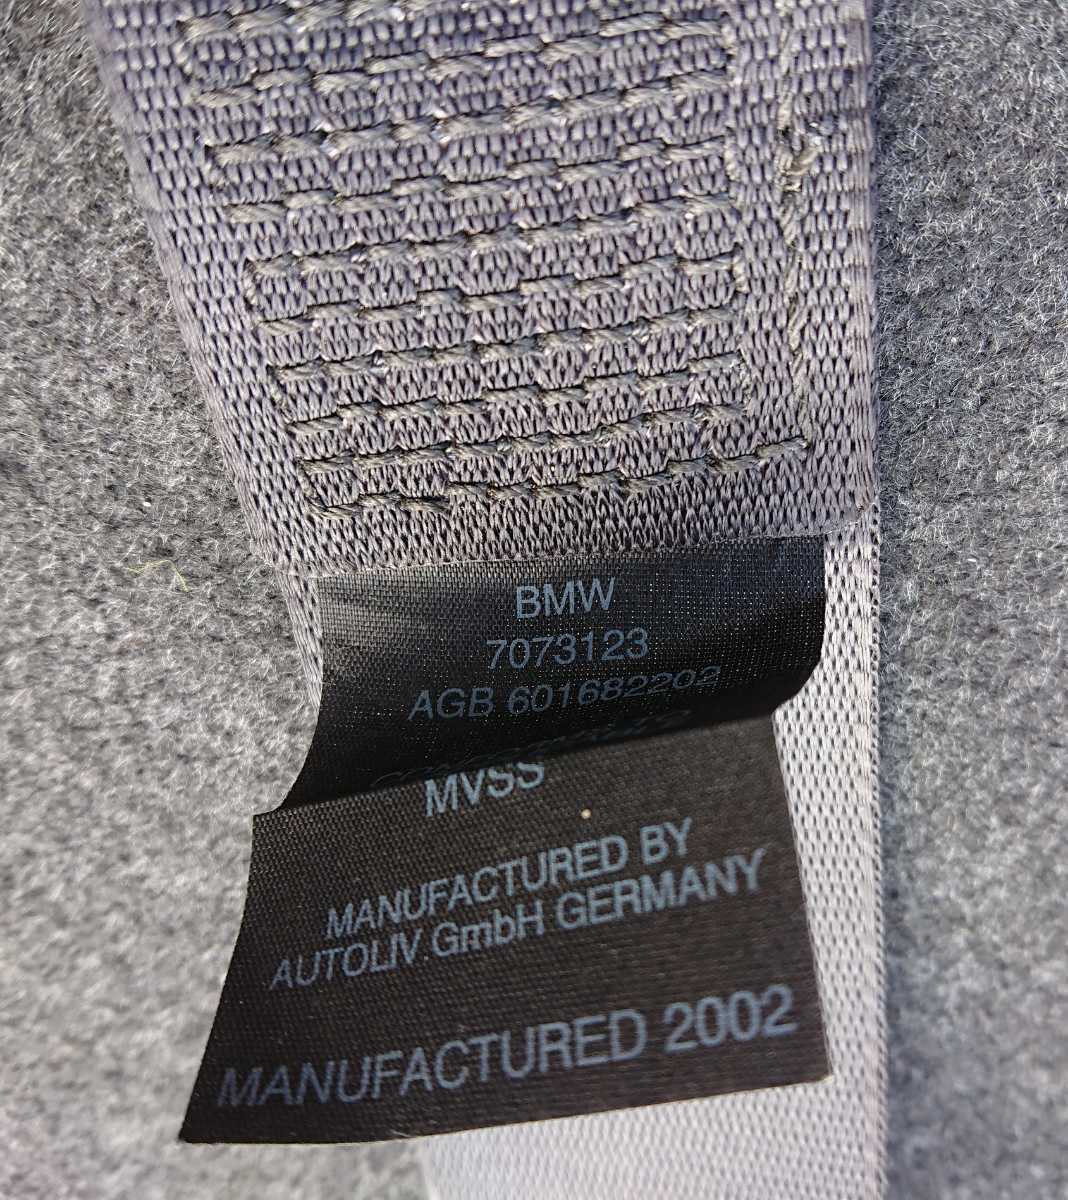 BMW
7073123
AGB 601682202
MVSS
MANUFACTURED BY
AUTOLIV.GmbH GERMANY
MANUFACTURED 2002